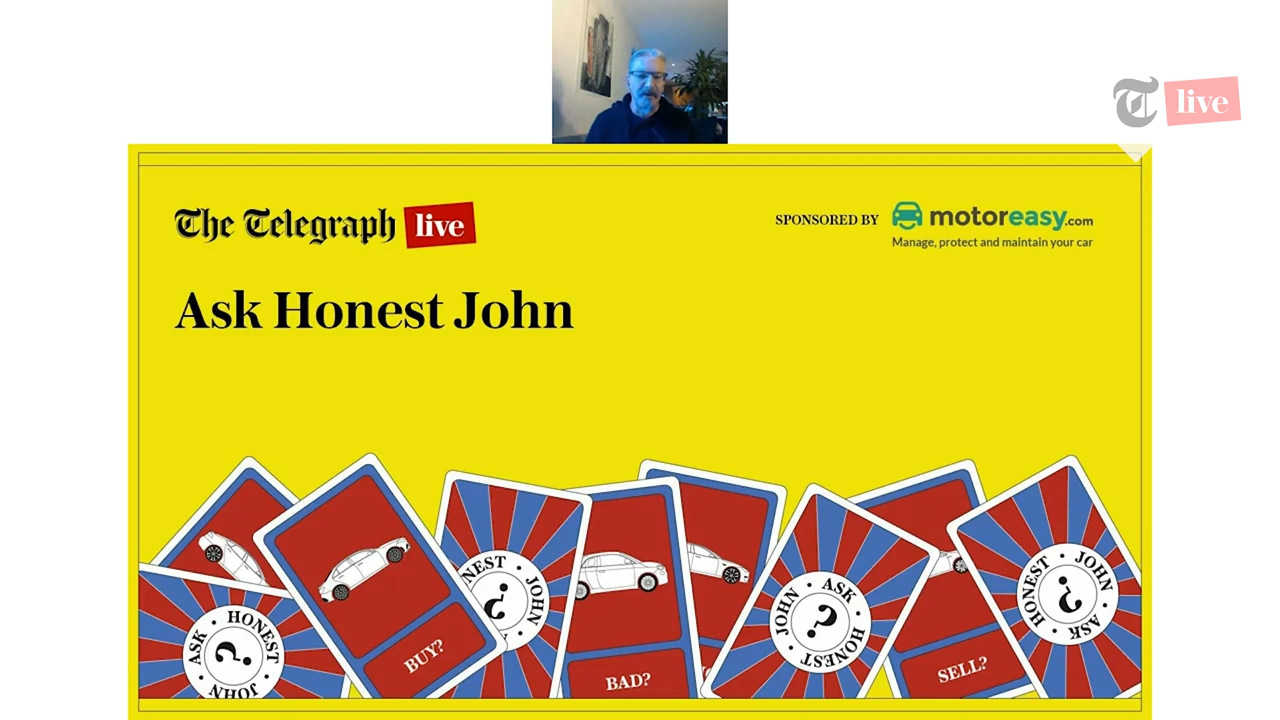 T live
The Telegraph live
SPONSORED BY motoreasy.com
Manage, protect and maintain your car
Ask Honest John
ASK • HONEST JOHN
BUY?
NEST • JOHN
BAD?
JOHN • ASK • HONEST
SELL?
HONEST • JOHN • ASK